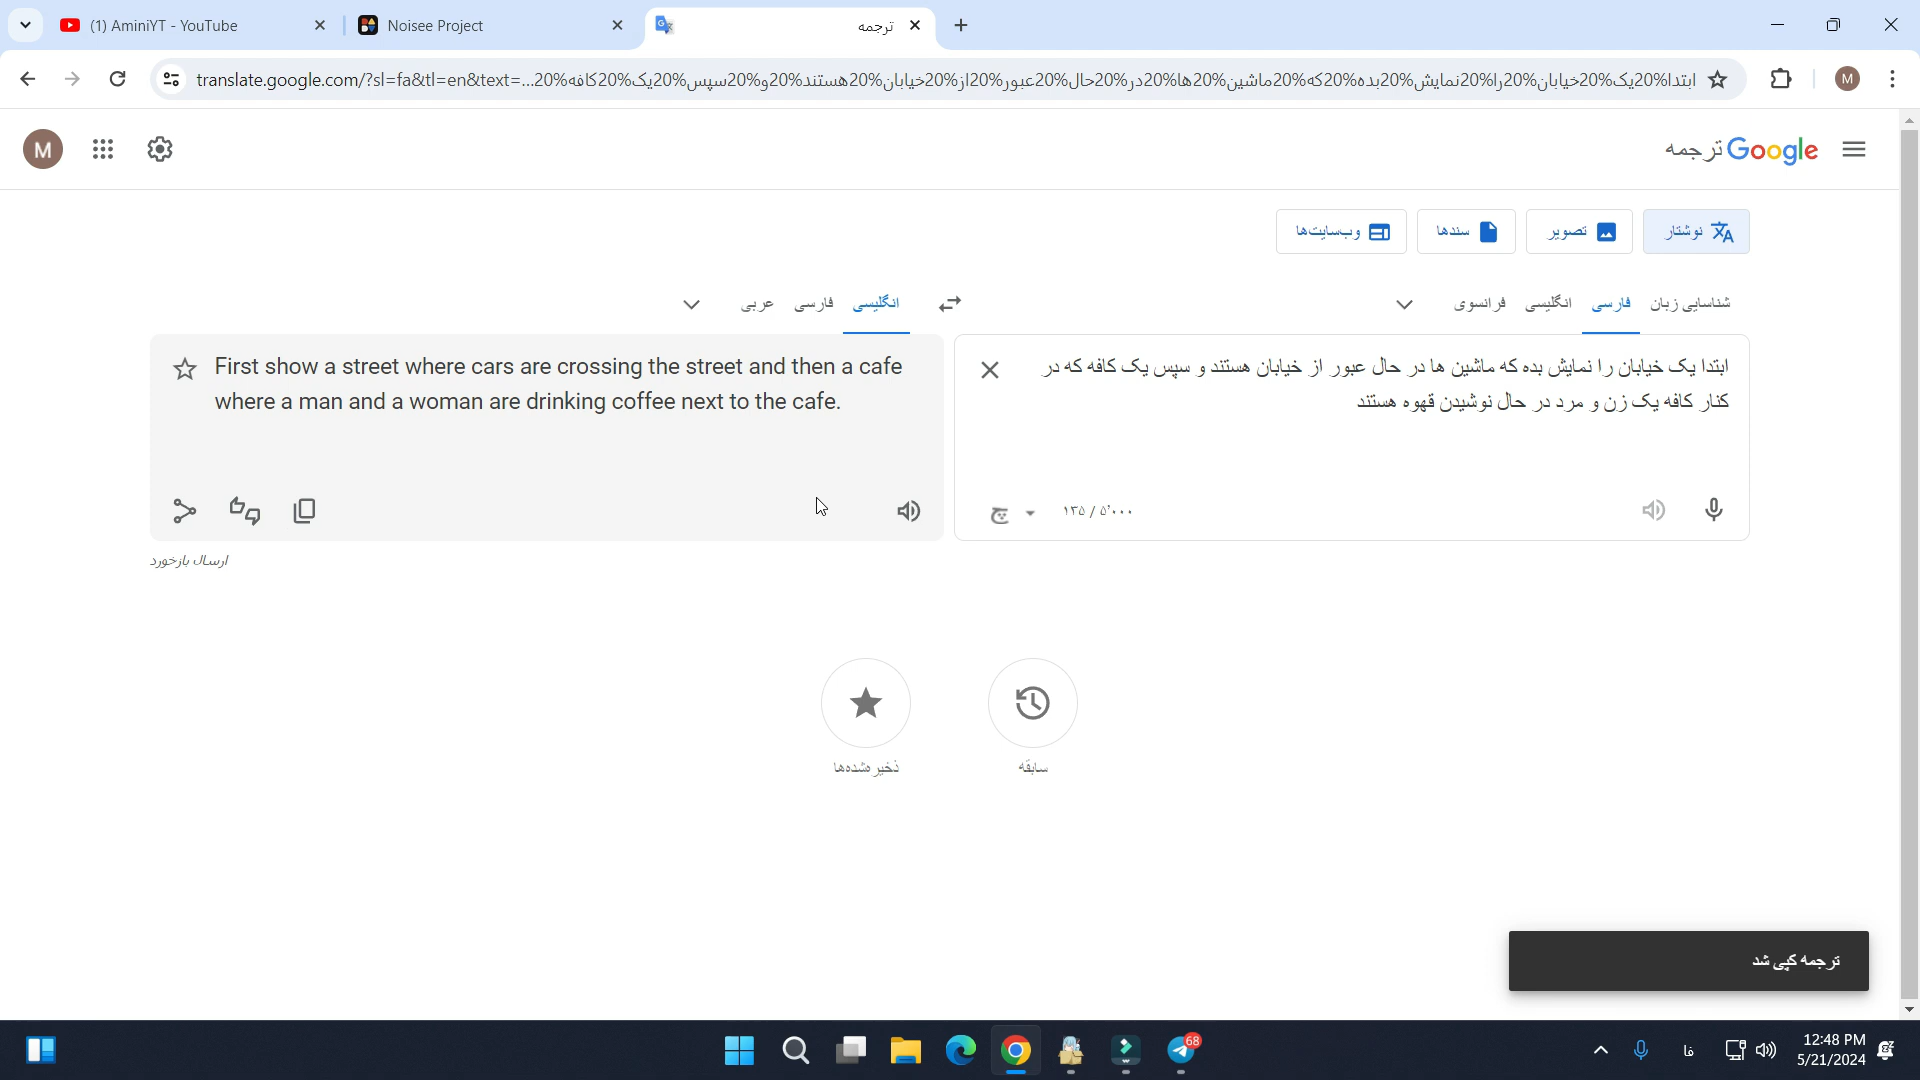 (1) AminiYT - YouTube
Noisee Project
ترجمه
translate.google.com/?sl=fa&tl=en&text=ابتدا%20یک%20خیابان%20را%20نمایش%20بده%20که%20ماشین%20ها%20در%20حال%20عبور%20از%20خیابان%20هستند%20و%20سپس%20یک%20کافه%20...
M
M
Google ترجمه
نوشتار
تصویر
سندها
وب‌سایت‌ها
شناسایی زبان
فارسی
انگلیسی
فرانسوی
انگلیسی
فارسی
عربی
ابتدا یک خیابان را نمایش بده که ماشین ها در حال عبور از خیابان هستند و سپس یک کافه که در
کنار کافه یک زن و مرد در حال نوشیدن قهوه هستند
۱۳۵ / ۵٬۰۰۰
First show a street where cars are crossing the street and then a cafe
where a man and a woman are drinking coffee next to the cafe.
ارسال بازخورد
سابقه
ذخیره‌شده‌ها
ترجمه کپی شد
68
فا
12:48 PM
5/21/2024